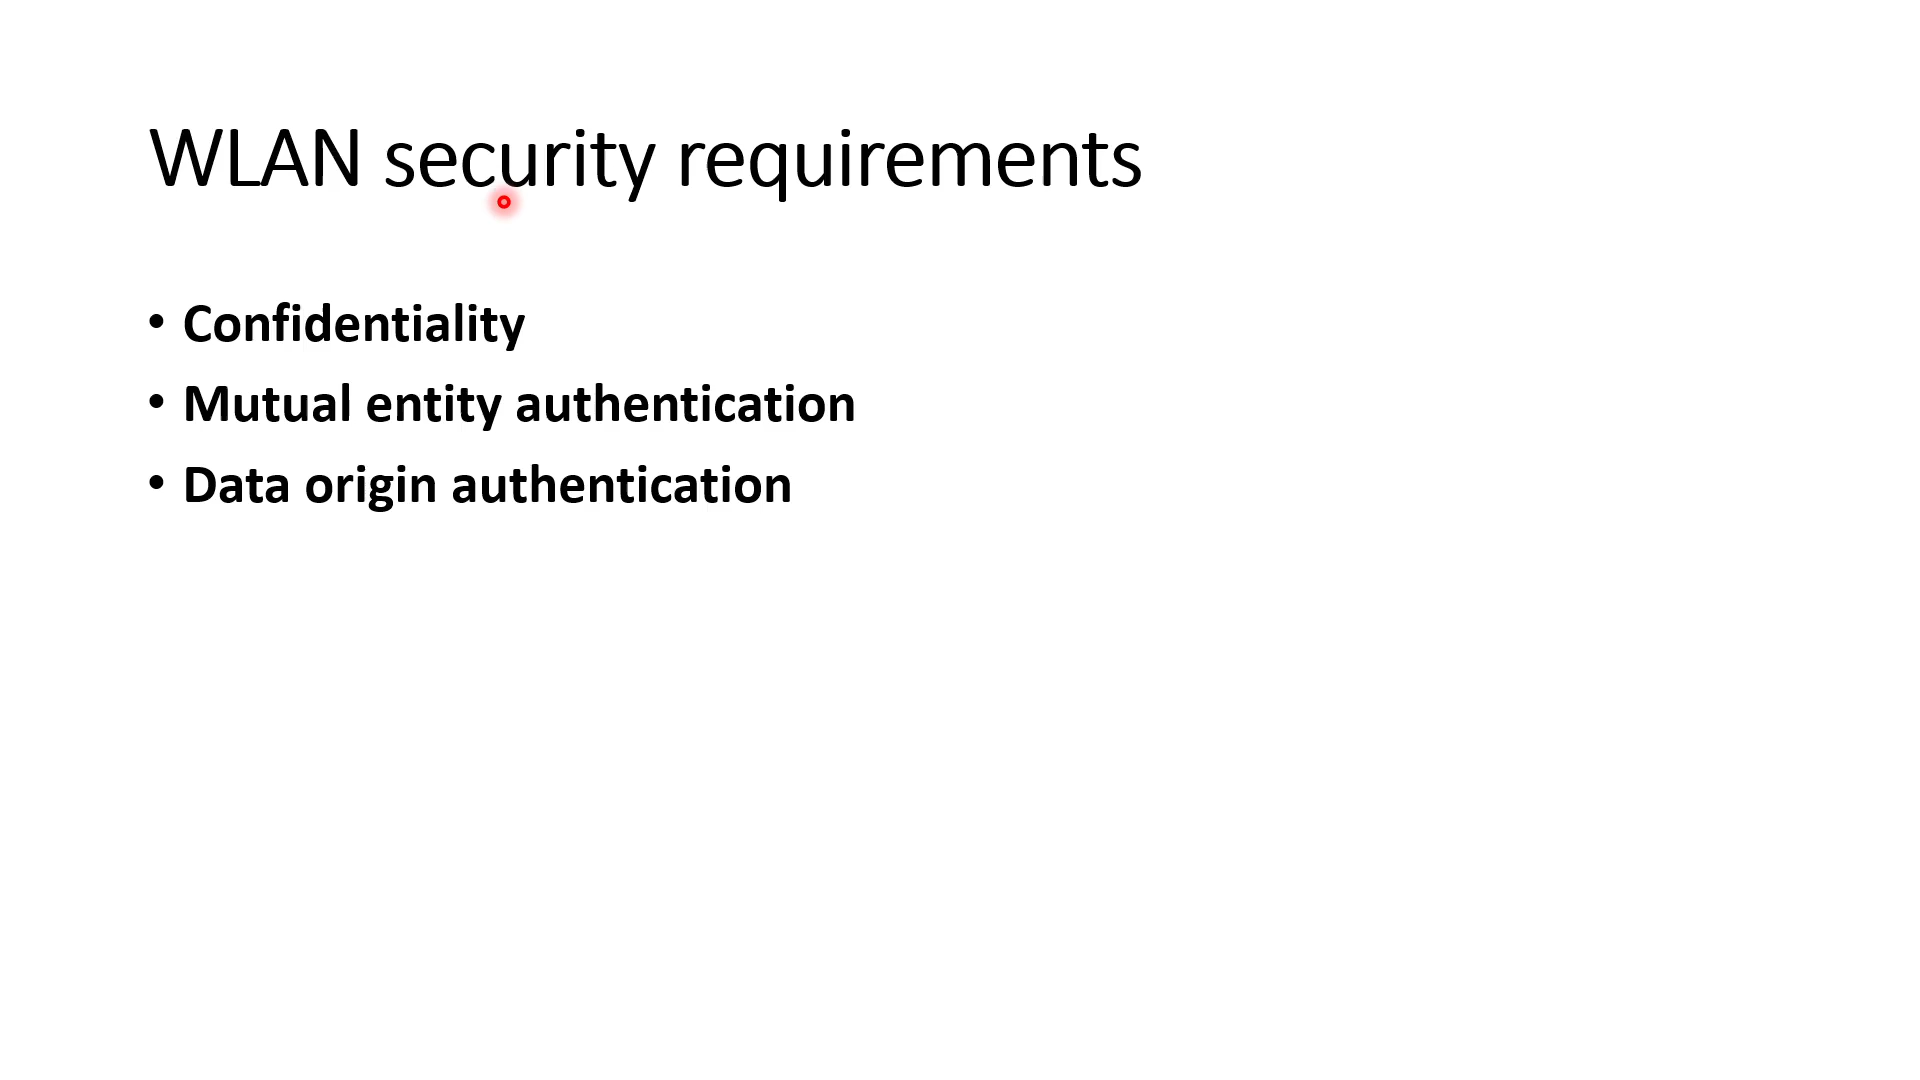 WLAN security requirements
• Confidentiality
• Mutual entity authentication
• Data origin authentication